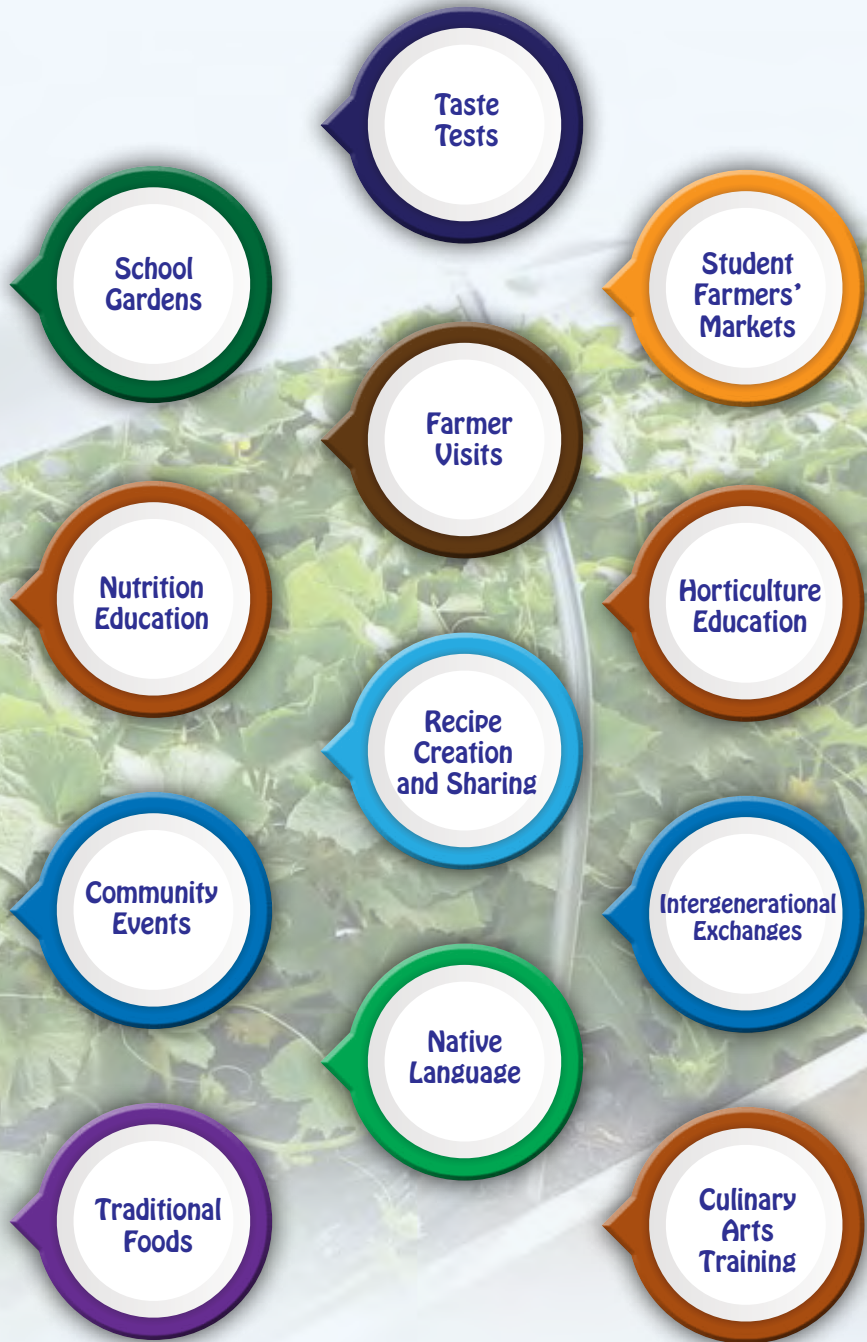 Taste
Tests
School
Gardens
Student
Farmers’
Markets
Farmer
Visits
Nutrition
Education
Horticulture
Education
Recipe
Creation
and Sharing
Community
Events
Intergenerational
Exchanges
Native
Language
Traditional
Foods
Culinary
Arts
Training